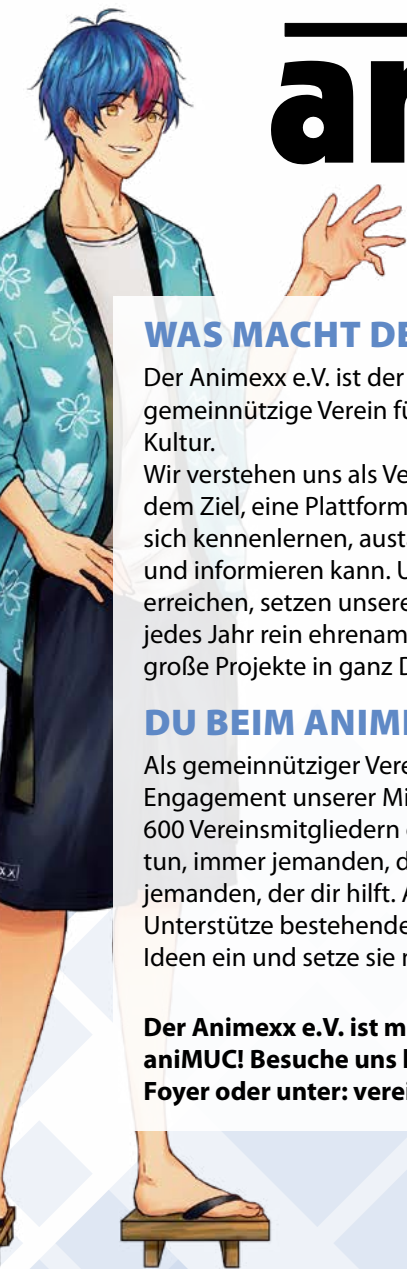 an
WAS MACHT DE
Der Animexx e.V. ist der
gemeinnützige Verein fü
Kultur.
Wir verstehen uns als Ve
dem Ziel, eine Plattform
sich kennenlernen, aust
und informieren kann. U
erreichen, setzen unsere
jedes Jahr rein ehrenam
große Projekte in ganz D
DU BEIM ANIM
Als gemeinnütziger Vere
Engagement unserer Mi
600 Vereinsmitgliedern
tun, immer jemanden, d
jemanden, der dir hilft. A
Unterstütze bestehende
Ideen ein und setze sie
Der Animexx e.V. ist m
aniMUC! Besuche uns
Foyer oder unter: verei